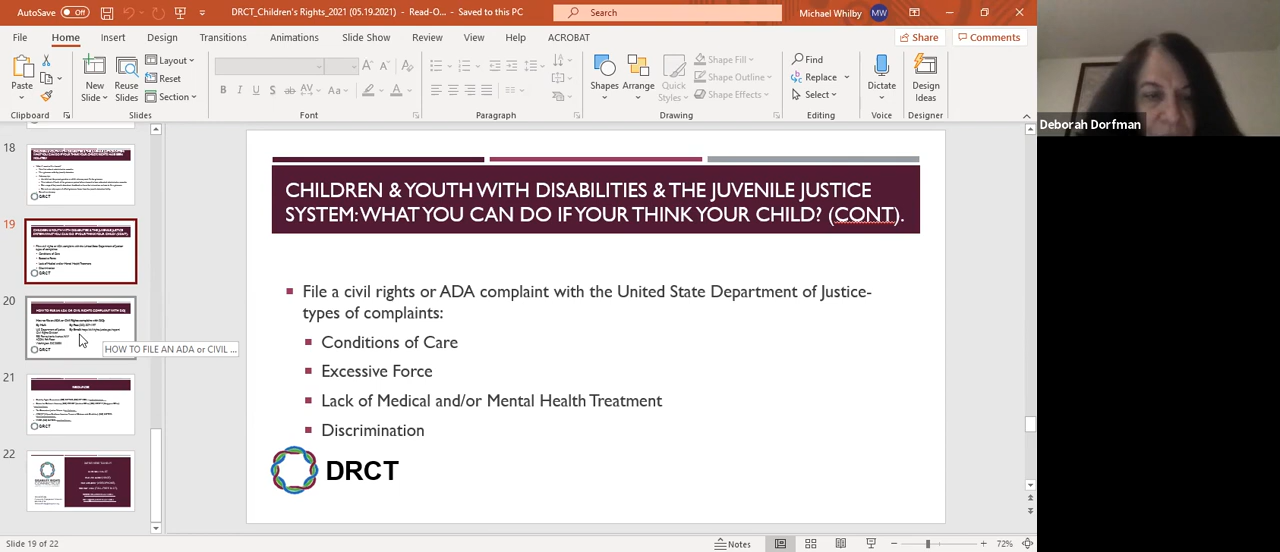 AutoSave Off DRCT_Children's Rights_2021 (05.19.2021) - Read-O... - Saved to this PC Search Michael Whilby MW
File Home Insert Design Transitions Animations Slide Show Review View Help ACROBAT Share Comments
Paste New Slide Reuse Slides Layout Reset Section Shapes Arrange Quick Styles Shape Fill Shape Outline Shape Effects Find Replace Select Dictate Design Ideas
Clipboard Slides Font Paragraph Drawing Editing Voice Designer
Deborah Dorfman
18
DRCT
19
DRCT
20
HOW TO FILE AN ADA or CIVIL ...
21
DRCT
22
CHILDREN & YOUTH WITH DISABILITIES & THE JUVENILE JUSTICE
SYSTEM: WHAT YOU CAN DO IF YOUR THINK YOUR CHILD? (CONT).
File a civil rights or ADA complaint with the United State Department of Justice-
types of complaints:
Conditions of Care
Excessive Force
Lack of Medical and/or Mental Health Treatment
Discrimination
DRCT
Slide 19 of 22 Notes 72%